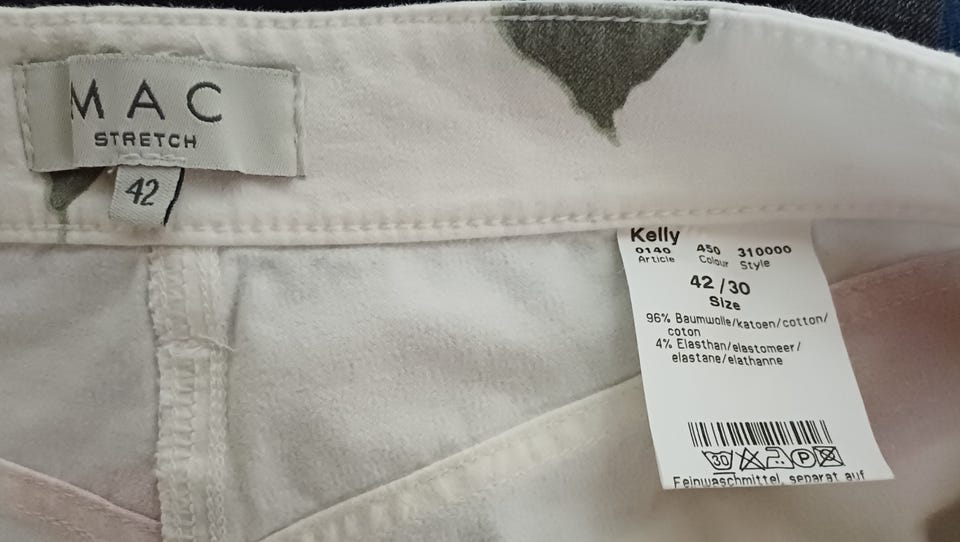 MAC
STRETCH
42
Kelly
0140 450 310000
Article Colour Style
42/30
Size
96% Baumwolle/katoen/cotton/
coton
4% Elasthan/elastomeer/
elastane/elathanne
30 P
Feinwaschmittel, separat auf